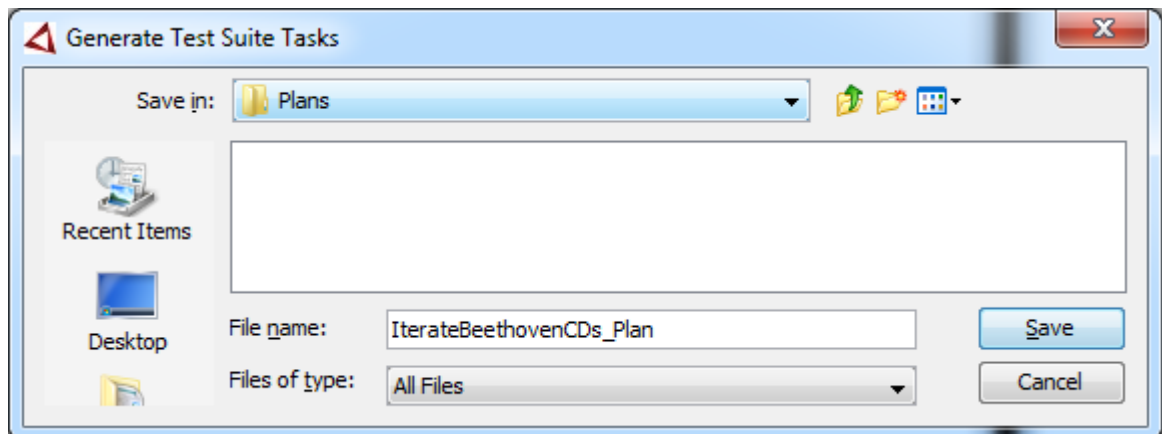 Generate Test Suite Tasks
Save in: Plans
Recent Items
Desktop
File name: IterateBeethovenCDs_Plan Save
Files of type: All Files Cancel